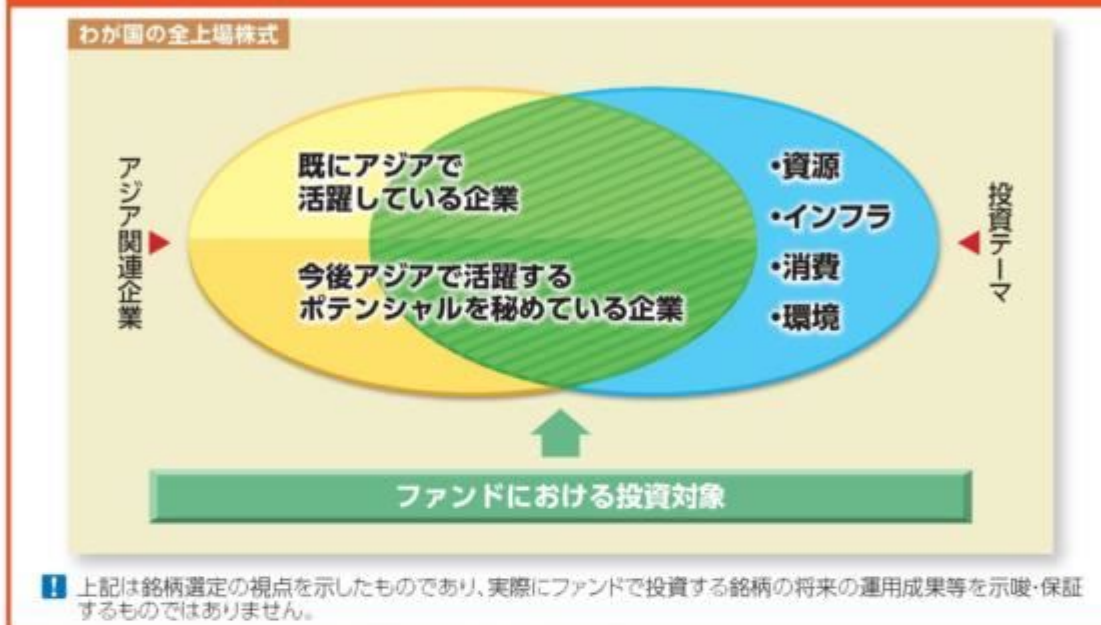 わが国の全上場株式
アジア関連企業
既にアジアで
活躍している企業
今後アジアで活躍する
ポテンシャルを秘めている企業
・資源
・インフラ
・消費
・環境
投資テーマ
ファンドにおける投資対象
! 上記は銘柄選定の視点を示したものであり、実際にファンドで投資する銘柄の将来の運用成果等を示唆・保証
するものではありません。